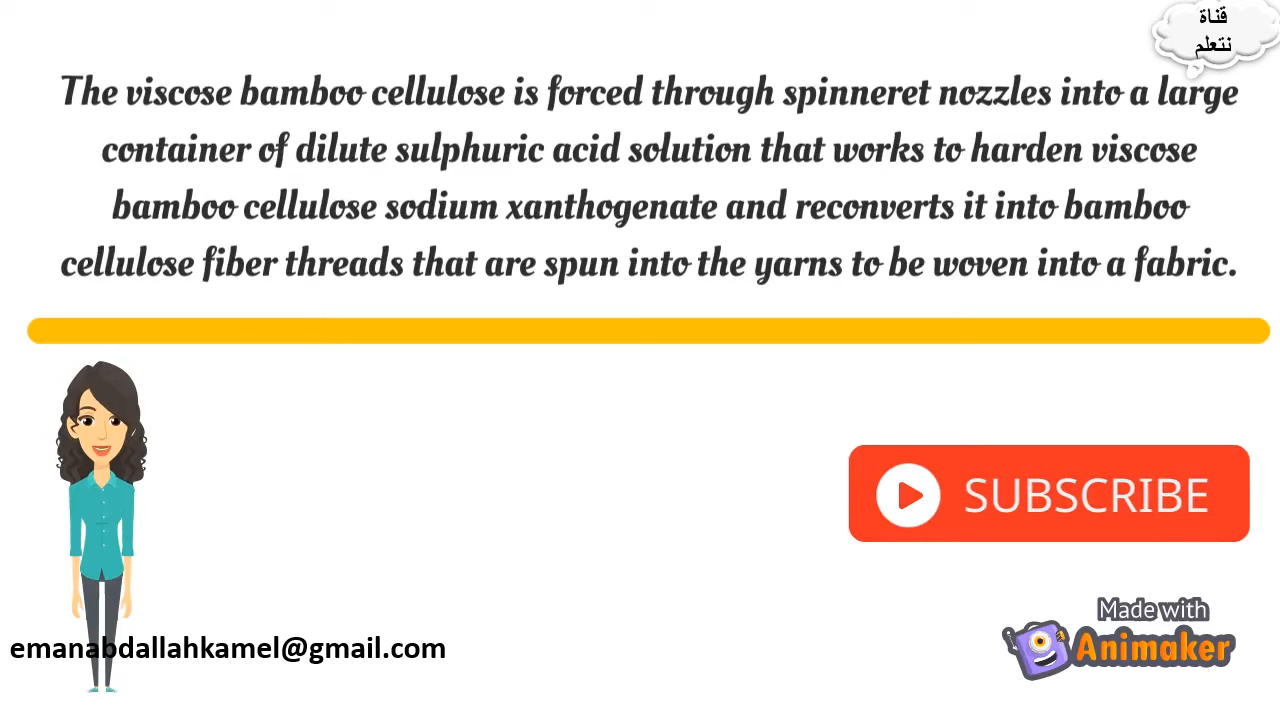 قناة
نتعلم
The viscose bamboo cellulose is forced through spinneret nozzles into a large
container of dilute sulphuric acid solution that works to harden viscose
bamboo cellulose sodium xanthogenate and reconverts it into bamboo
cellulose fiber threads that are spun into the yarns to be woven into a fabric.
SUBSCRIBE
Made with
Animaker
emanabdallahkamel@gmail.com